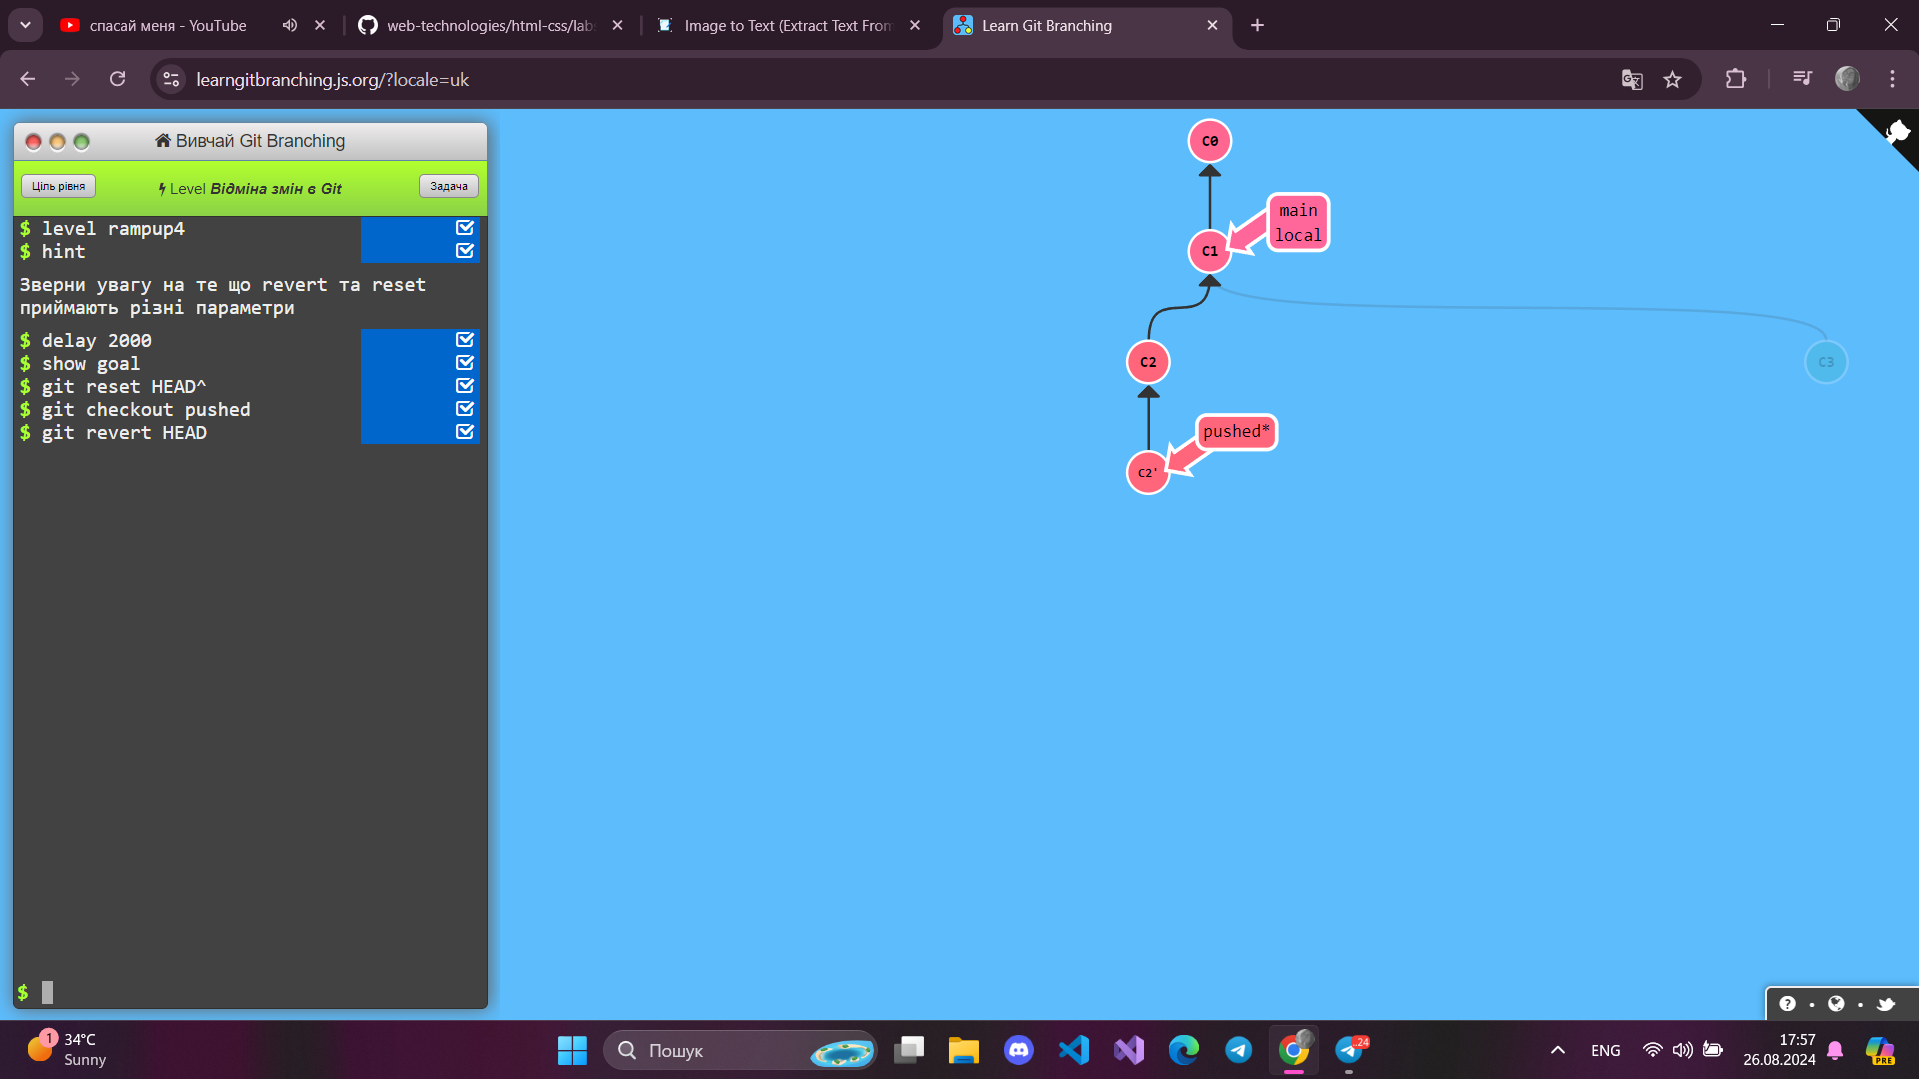 спасай меня - YouTube
web-technologies/html-css/lab
Image to Text (Extract Text From
Learn Git Branching
learngitbranching.js.org/?locale=uk
Вивчай Git Branching
Ціль рівня
Level Відміна змін в Git
Задача
$ level rampup4
$ hint
Зверни увагу на те що revert та reset
приймають різні параметри
$ delay 2000
$ show goal
$ git reset HEAD^
$ git checkout pushed
$ git revert HEAD
$
C0
main
local
C1
C2
C3
pushed*
C2'
1
34°C
Sunny
Пошук
24
ENG
17:57
26.08.2024
PRE